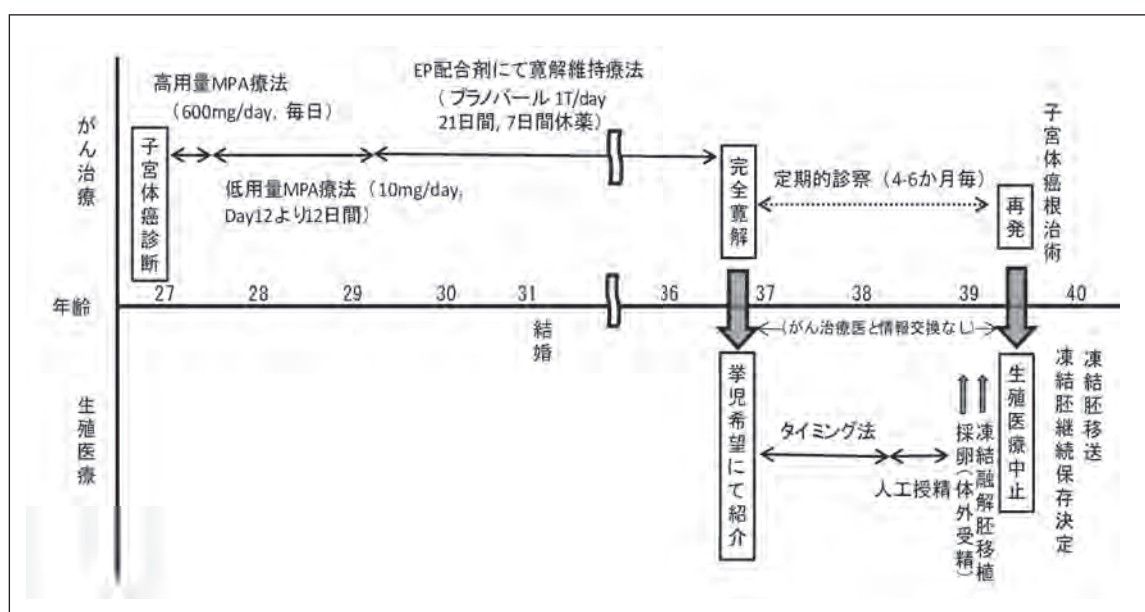 がん治療
高用量MPA療法
（600mg/day, 毎日）
EP配合剤にて寛解維持療法
（ プラノバール 1T/day
21日間, 7日間休薬）
子宮体癌診断
低用量MPA療法（10mg/day,
Day12より12日間）
完全寛解
定期的診察（4-6か月毎）
再発
子宮体癌根治術
年齢
27 28 29 30 31 36 37 38 39 40
結婚
（がん治療医と情報交換なし）
生殖医療
挙児希望にて紹介
タイミング法
人工授精
採卵（体外受精）
凍結融解胚移植
生殖医療中止
凍結胚継続保存決定
凍結胚移送